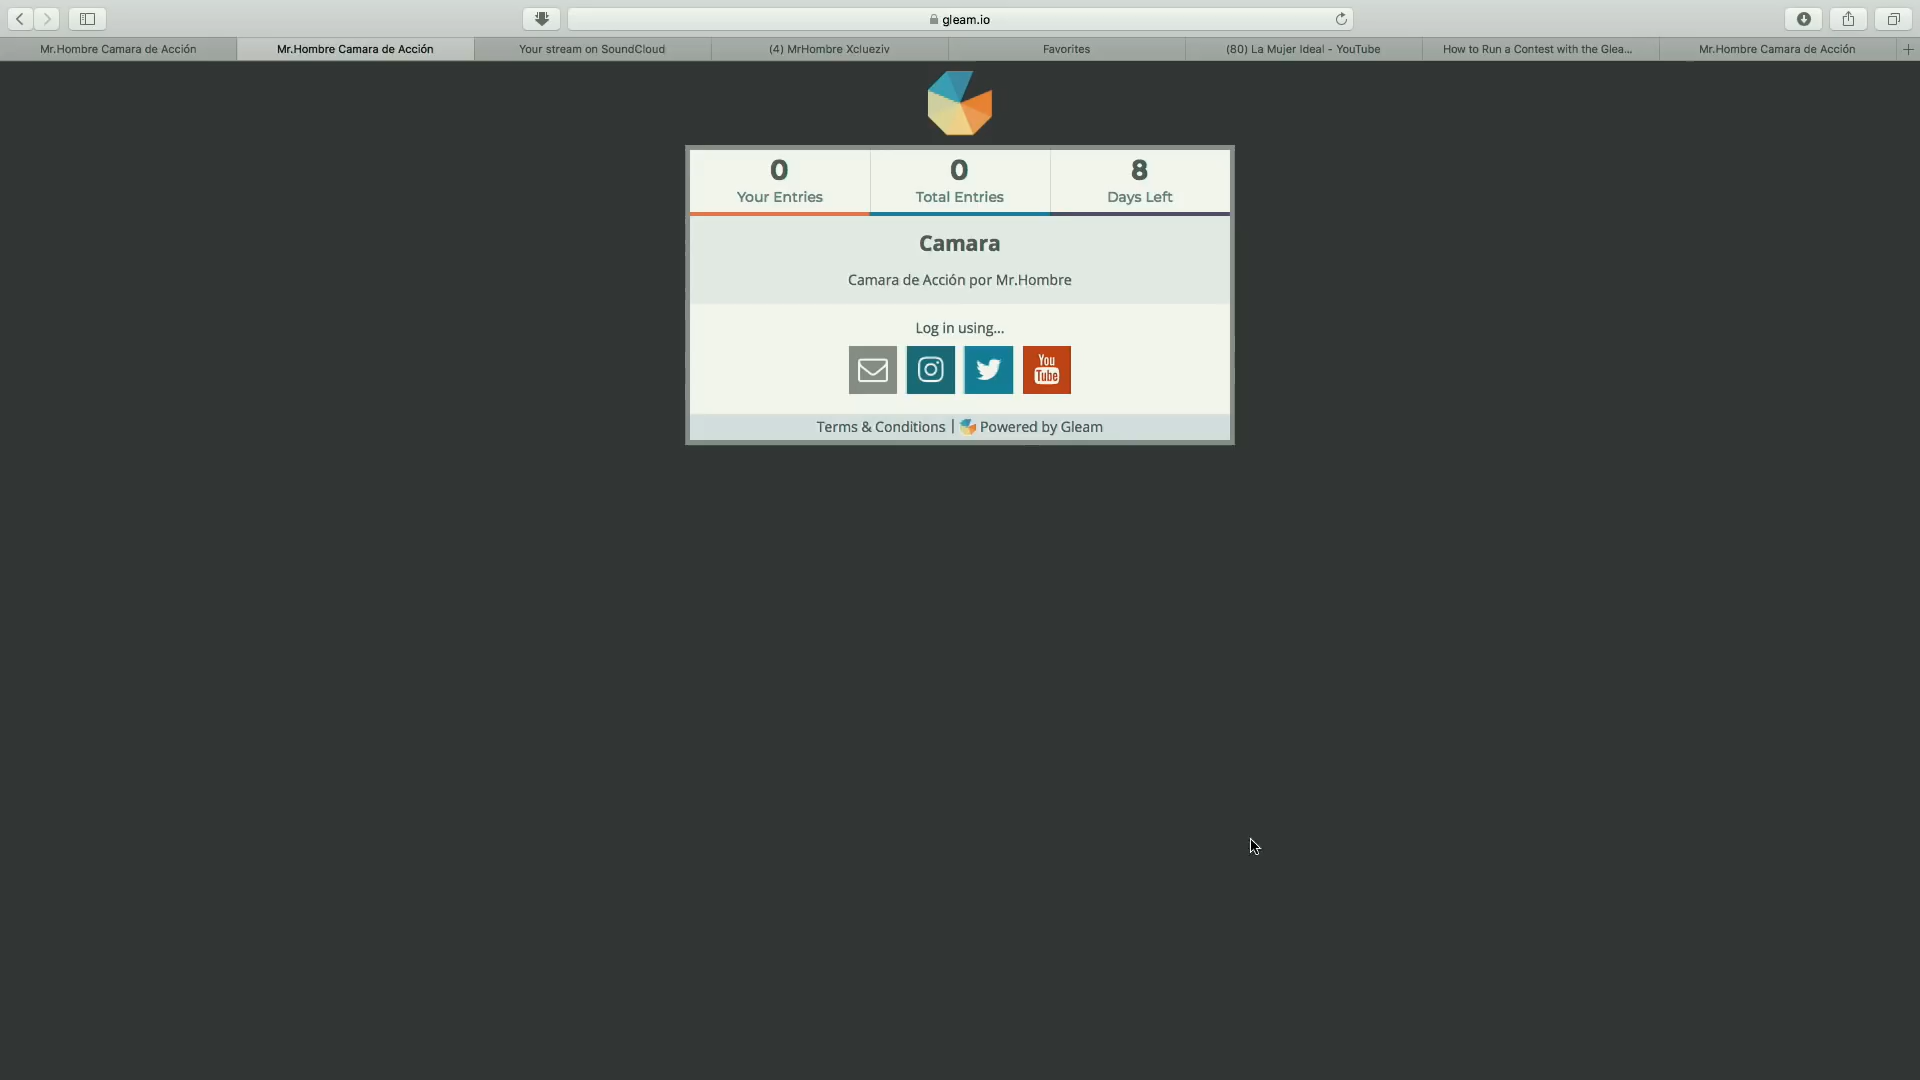 gleam.io
Mr.Hombre Camara de Acción
Mr.Hombre Camara de Acción
Your stream on SoundCloud
(4) MrHombre Xclueziv
Favorites
(80) La Mujer Ideal - YouTube
How to Run a Contest with the Glea...
Mr.Hombre Camara de Acción
0
Your Entries
0
Total Entries
8
Days Left
Camara
Camara de Acción por Mr.Hombre
Log in using...
You
Tube
Terms & Conditions | Powered by Gleam